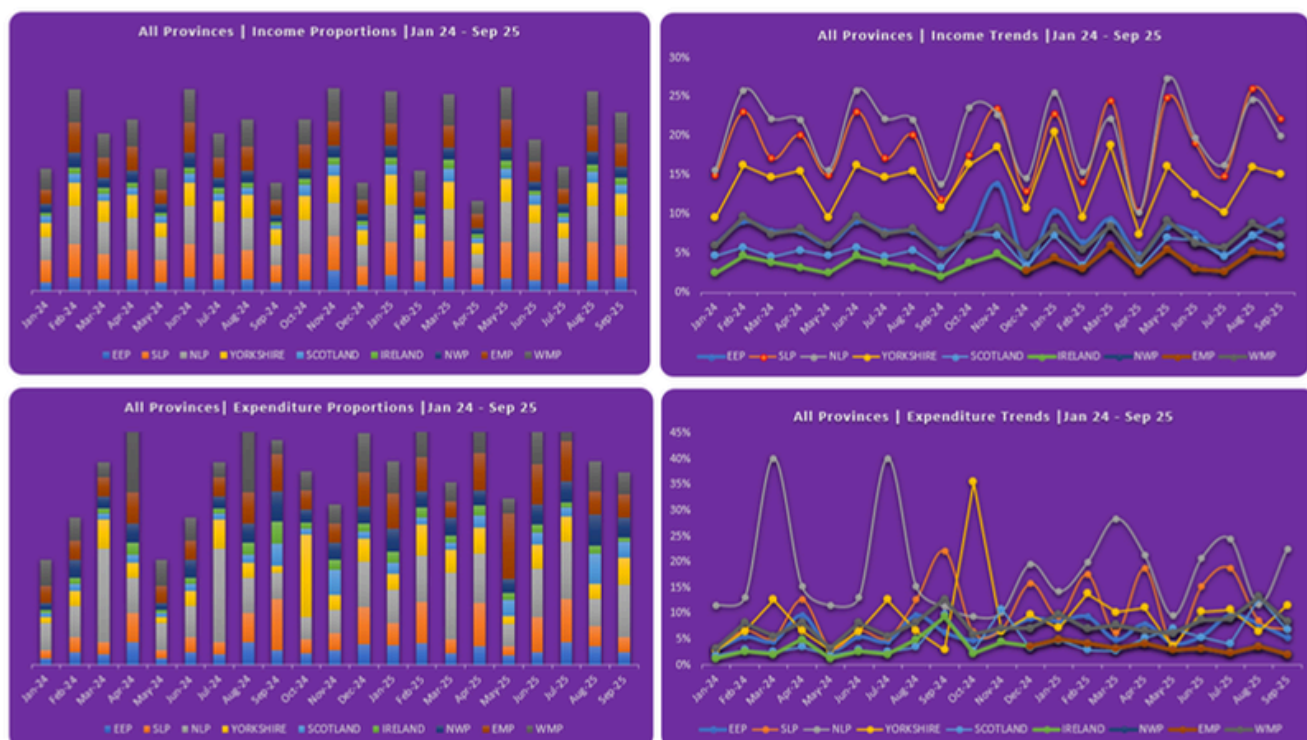 All Provinces | Income Proportions |Jan 24 - Sep 25
Jan-24 Feb-24 Mar-24 Apr-24 May-24 Jun-24 Jul-24 Aug-24 Sep-24 Oct-24 Nov-24 Dec-24 Jan-25 Feb-25 Mar-25 Apr-25 May-25 Jun-25 Jul-25 Aug-25 Sep-25
EEP SLP NLP YORKSHIRE SCOTLAND IRELAND NWP EMP WMP
All Provinces | Income Trends |Jan 24 - Sep 25
30%
25%
20%
15%
10%
5%
0%
Jan-24 Feb-24 Mar-24 Apr-24 May-24 Jun-24 Jul-24 Aug-24 Sep-24 Oct-24 Nov-24 Dec-24 Jan-25 Feb-25 Mar-25 Apr-25 May-25 Jun-25 Jul-25 Aug-25 Sep-25
EEP SLP NLP YORKSHIRE SCOTLAND IRELAND NWP EMP WMP
All Provinces| Expenditure Proportions |Jan 24 - Sep 25
Jan-24 Feb-24 Mar-24 Apr-24 May-24 Jun-24 Jul-24 Aug-24 Sep-24 Oct-24 Nov-24 Dec-24 Jan-25 Feb-25 Mar-25 Apr-25 May-25 Jun-25 Jul-25 Aug-25 Sep-25
EEP SLP NLP YORKSHIRE SCOTLAND IRELAND NWP EMP WMP
All Provinces | Expenditure Trends |Jan 24 - Sep 25
45%
40%
35%
30%
25%
20%
15%
10%
5%
0%
Jan-24 Feb-24 Mar-24 Apr-24 May-24 Jun-24 Jul-24 Aug-24 Sep-24 Oct-24 Nov-24 Dec-24 Jan-25 Feb-25 Mar-25 Apr-25 May-25 Jun-25 Jul-25 Aug-25 Sep-25
EEP SLP NLP YORKSHIRE SCOTLAND IRELAND NWP EMP WMP